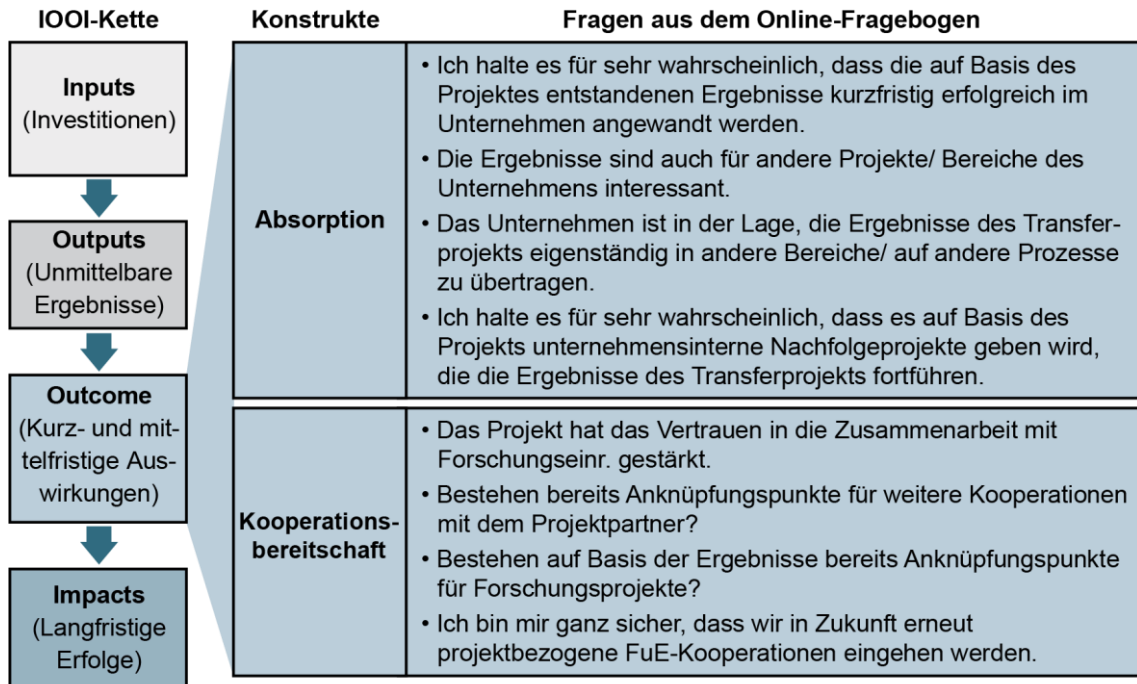 IOOI-Kette
Konstrukte
Fragen aus dem Online-Fragebogen
Inputs
(Investitionen)
Outputs
(Unmittelbare
Ergebnisse)
Outcome
(Kurz- und mit-
telfristige Aus-
wirkungen)
Impacts
(Langfristige
Erfolge)
Absorption
• Ich halte es für sehr wahrscheinlich, dass die auf Basis des
Projektes entstandenen Ergebnisse kurzfristig erfolgreich im
Unternehmen angewandt werden.
• Die Ergebnisse sind auch für andere Projekte/ Bereiche des
Unternehmens interessant.
• Das Unternehmen ist in der Lage, die Ergebnisse des Transfer-
projekts eigenständig in andere Bereiche/ auf andere Prozesse
zu übertragen.
• Ich halte es für sehr wahrscheinlich, dass es auf Basis des
Projekts unternehmensinterne Nachfolgeprojekte geben wird,
die die Ergebnisse des Transferprojekts fortführen.
Kooperations-
bereitschaft
• Das Projekt hat das Vertrauen in die Zusammenarbeit mit
Forschungseinr. gestärkt.
• Bestehen bereits Anknüpfungspunkte für weitere Kooperationen
mit dem Projektpartner?
• Bestehen auf Basis der Ergebnisse bereits Anknüpfungspunkte
für Forschungsprojekte?
• Ich bin mir ganz sicher, dass wir in Zukunft erneut
projektbezogene FuE-Kooperationen eingehen werden.